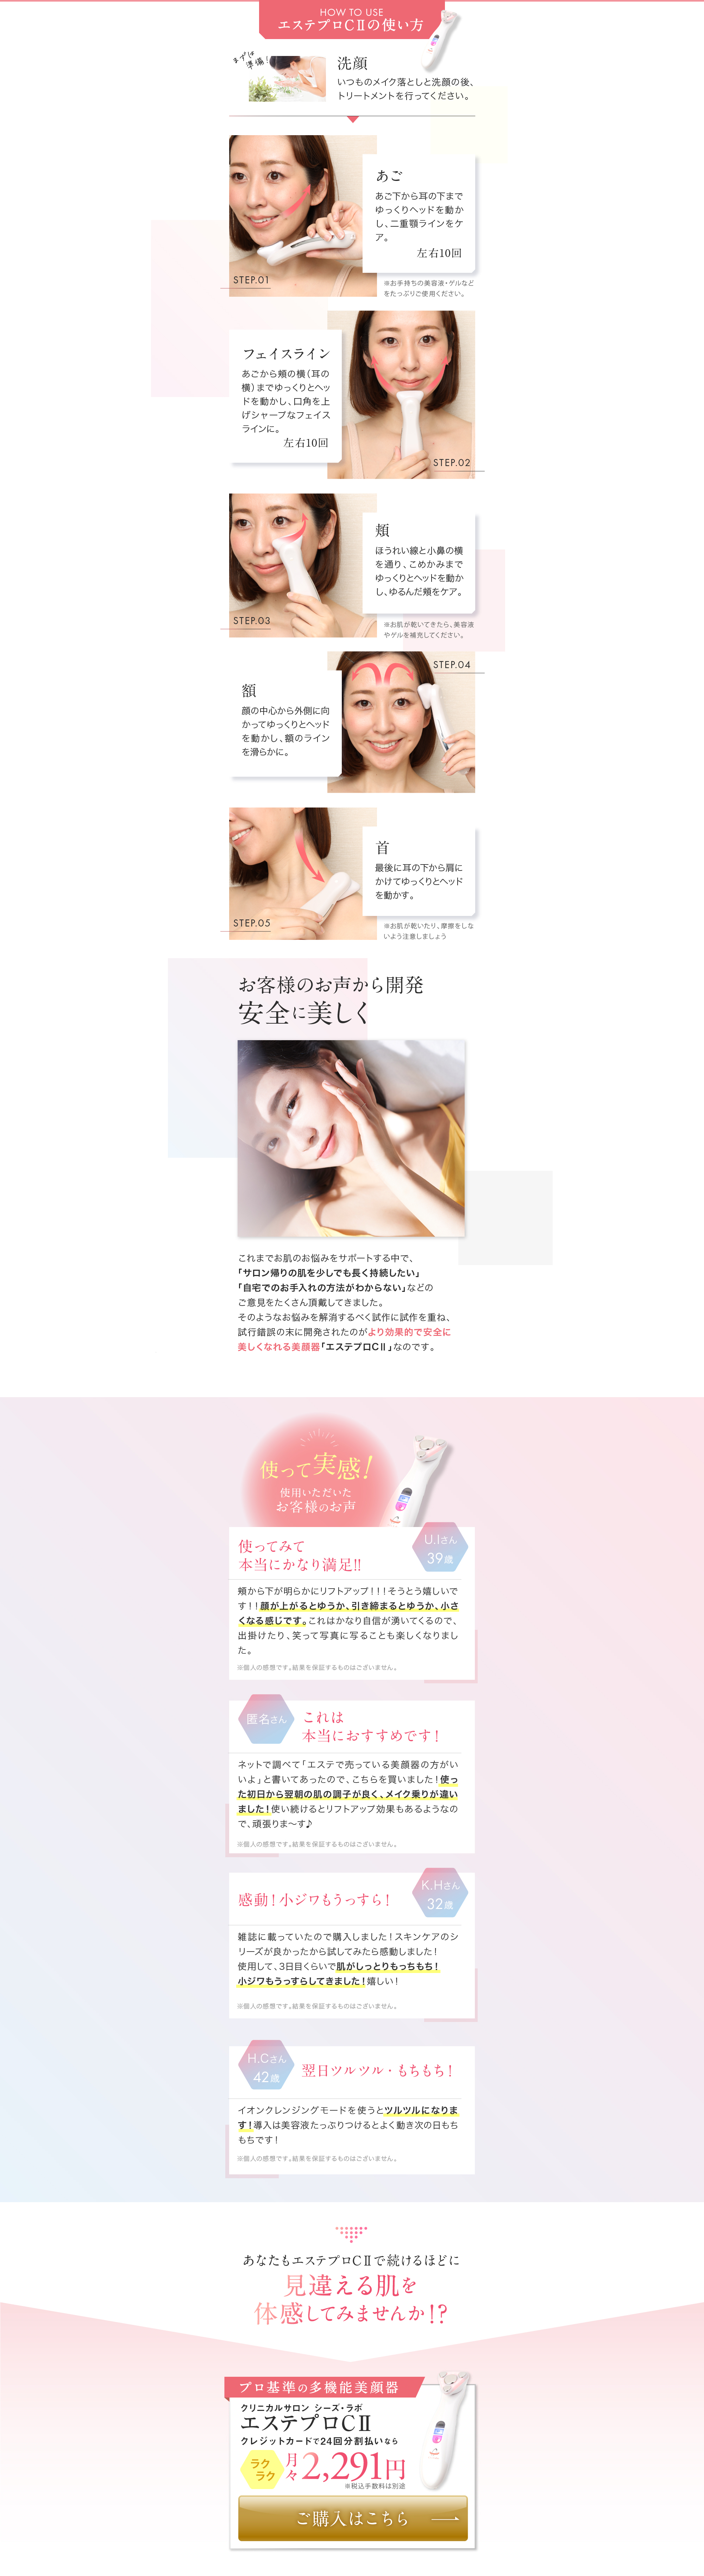 HOW TO USE
エステプロCⅡの使い方
まずは
準備!
洗顔
いつものメイク落としと洗顔の後、
トリートメントを行ってください。
あご
あご下から耳の下まで
ゆっくりヘッドを動か
し、二重顎ラインをケ
ア。
左右10回
STEP.01
※お手持ちの美容液・ゲルなど
をたっぷりご使用ください。
フェイスライン
あごから頬の横（耳の
横）までゆっくりとヘッ
ドを動かし、口角を上
げシャープなフェイス
ラインに。
左右10回
STEP.02
頬
ほうれい線と小鼻の横
を通り、こめかみまで
ゆっくりとヘッドを動か
し、ゆるんだ頬をケア。
STEP.03
※お肌が乾いてきたら、美容液
やゲルを補充してください。
STEP.04
額
顔の中心から外側に向
かってゆっくりとヘッド
を動かし、額のライン
を滑らかに。
首
最後に耳の下から肩に
かけてゆっくりとヘッド
を動かす。
STEP.05
※お肌が乾いたり、摩擦をしな
いよう注意しましょう
お客様のお声から開発
安全に美しく
これまでお肌のお悩みをサポートする中で、
「サロン帰りの肌を少しでも長く持続したい」
「自宅でのお手入れの方法がわからない」などの
ご意見をたくさん頂戴してきました。
そのようなお悩みを解消するべく試作に試作を重ね、
試行錯誤の末に開発されたのがより効果的で安全に
美しくなれる美顔器「エステプロCⅡ」なのです。
使って実感!
使用いただいた
お客様のお声
U.Iさん
39歳
使ってみて
本当にかなり満足!!
頬から下が明らかにリフトアップ!!!そうとう嬉しいで
す!!顔が上がるとゆうか、引き締まるとゆうか、小さ
くなる感じです。これはかなり自信が湧いてくるので、
出掛けたり、笑って写真に写ることも楽しくなりまし
た。
※個人の感想です。結果を保証するものはございません。
匿名さん
これは
本当におすすめです!
ネットで調べて「エステで売っている美顔器の方がい
いよ」と書いてあったので、こちらを買いました!使っ
た初日から翌朝の肌の調子が良く、メイク乗りが違い
ました!使い続けるとリフトアップ効果もあるようなの
で、頑張りま～す♪
※個人の感想です。結果を保証するものはございません。
K.Hさん
32歳
感動!小ジワもうっすら!
雑誌に載っていたので購入しました!スキンケアのシ
リーズが良かったから試してみたら感動しました!
使用して、3日目くらいで肌がしっとりもっちもち!
小ジワもうっすらしてきました!嬉しい!
※個人の感想です。結果を保証するものはございません。
H.Cさん
42歳
翌日ツルツル・もちもち!
イオンクレンジングモードを使うとツルツルになりま
す!導入は美容液たっぷりつけるとよく動き次の日もち
もちです!
※個人の感想です。結果を保証するものはございません。
あなたもエステプロCⅡで続けるほどに
見違える肌を
体感してみませんか!?
プロ基準の多機能美顔器
クリニカルサロン シーズ・ラボ
エステプロCⅡ
クレジットカードで24回分割払いなら
ラク
ラク
月々2,291円
※税込手数料は別途
ご購入はこちら